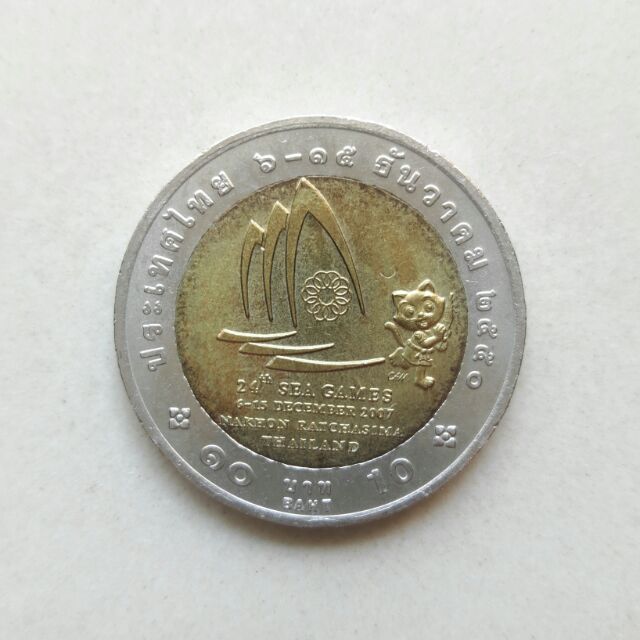 ประเทศไทย ๖-๑๕ ธันวาคม ๒๕๕๐
24th SEA GAMES
6-15 DECEMBER 2007
NAKHON RATCHASIMA
THAILAND
๑๐ บาท 10
BAHT